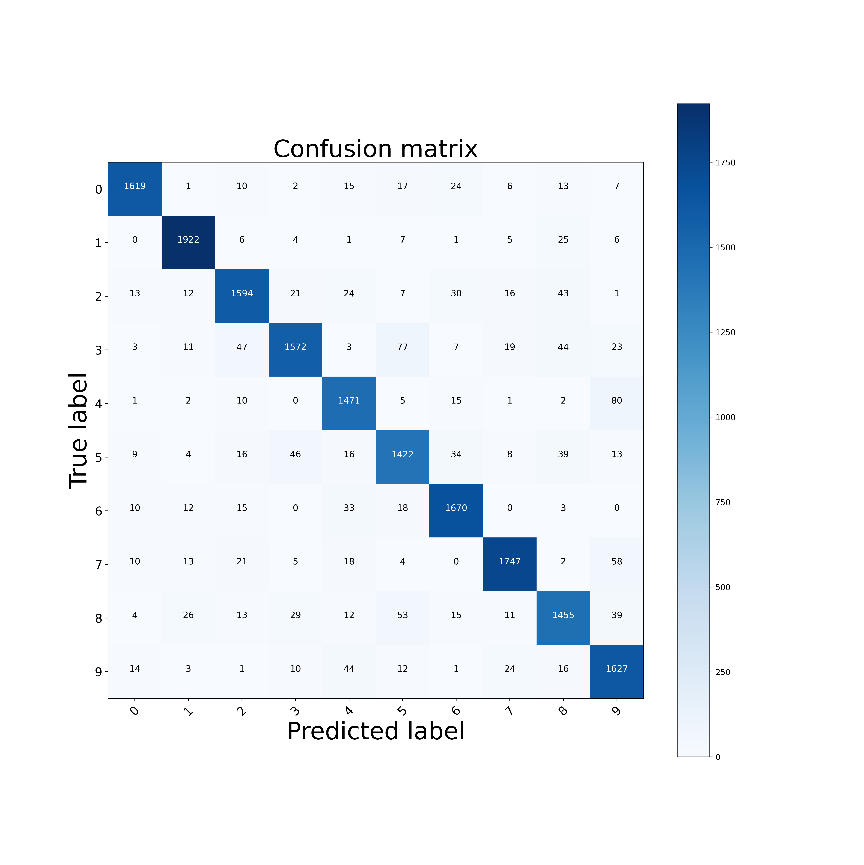 Confusion matrix
0 1619 1 10 2 15 17 24 6 13 7
1 0 1922 6 4 1 7 1 5 25 6
2 13 12 1594 21 24 7 30 16 43 1
3 3 11 47 1572 3 77 7 19 44 23
4 1 2 10 0 1471 5 15 1 2 80
5 9 4 16 46 16 1422 34 8 39 13
6 10 12 15 0 33 18 1670 0 3 0
7 10 13 21 5 18 4 0 1747 2 58
8 4 26 13 29 12 53 15 11 1455 39
9 14 3 1 10 44 12 1 24 16 1627
0 1 2 3 4 5 6 7 8 9
Predicted label
True label
1750
1500
1250
1000
750
500
250
0